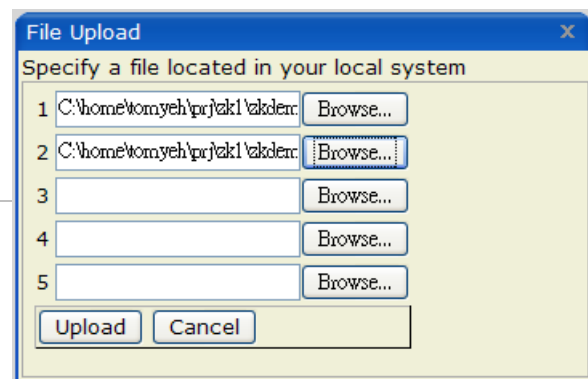 File Upload x
Specify a file located in your local system
1 C:\home\tomyeh\prj\zk1\zkdem Browse...
2 C:\home\tomyeh\prj\zk1\zkdem Browse...
3 Browse...
4 Browse...
5 Browse...
Upload Cancel